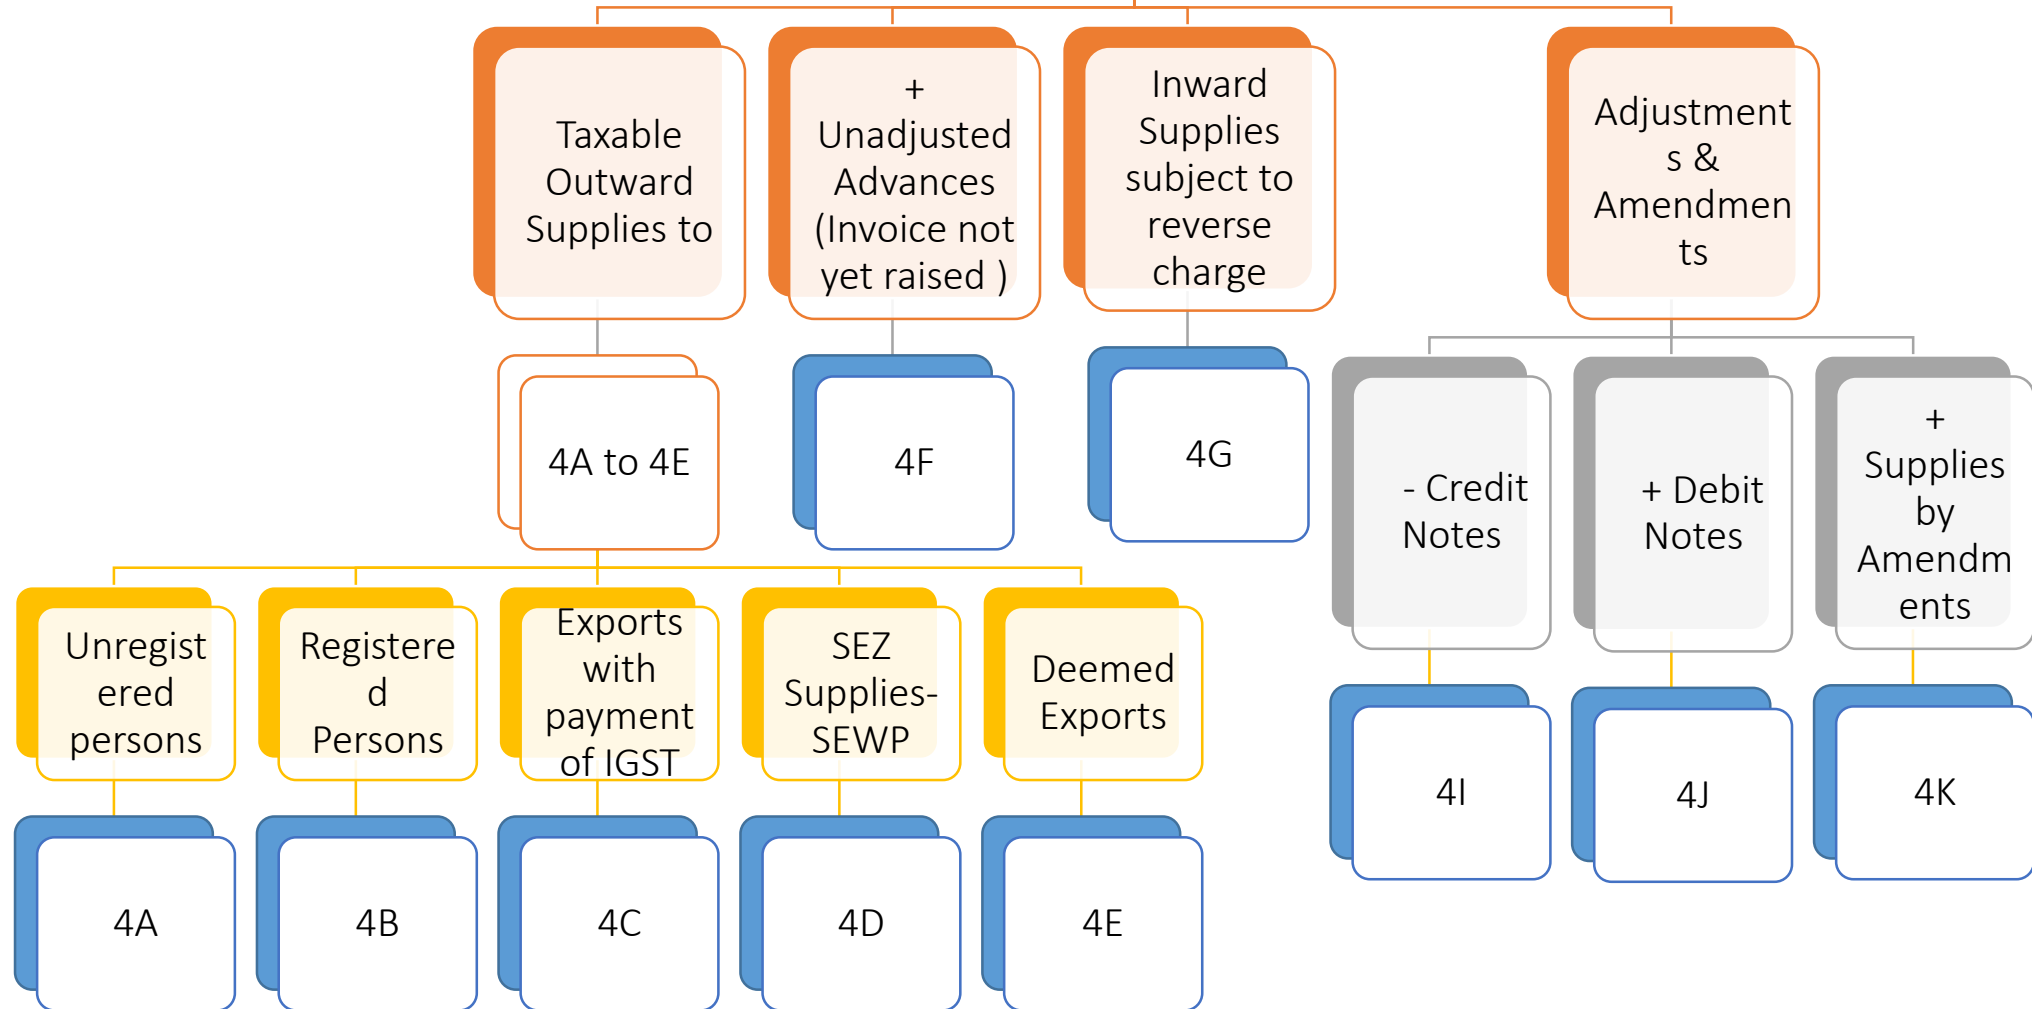 Taxable
Outward
Supplies to
+
Unadjusted
Advances
(Invoice not
yet raised )
Inward
Supplies
subject to
reverse
charge
Adjustment
s &
Amendmen
ts
4A to 4E
4F
4G
- Credit
Notes
+ Debit
Notes
+
Supplies
by
Amendm
ents
Unregist
ered
persons
Registere
d
Persons
Exports
with
payment
of IGST
SEZ
Supplies-
SEWP
Deemed
Exports
4I
4J
4K
4A
4B
4C
4D
4E